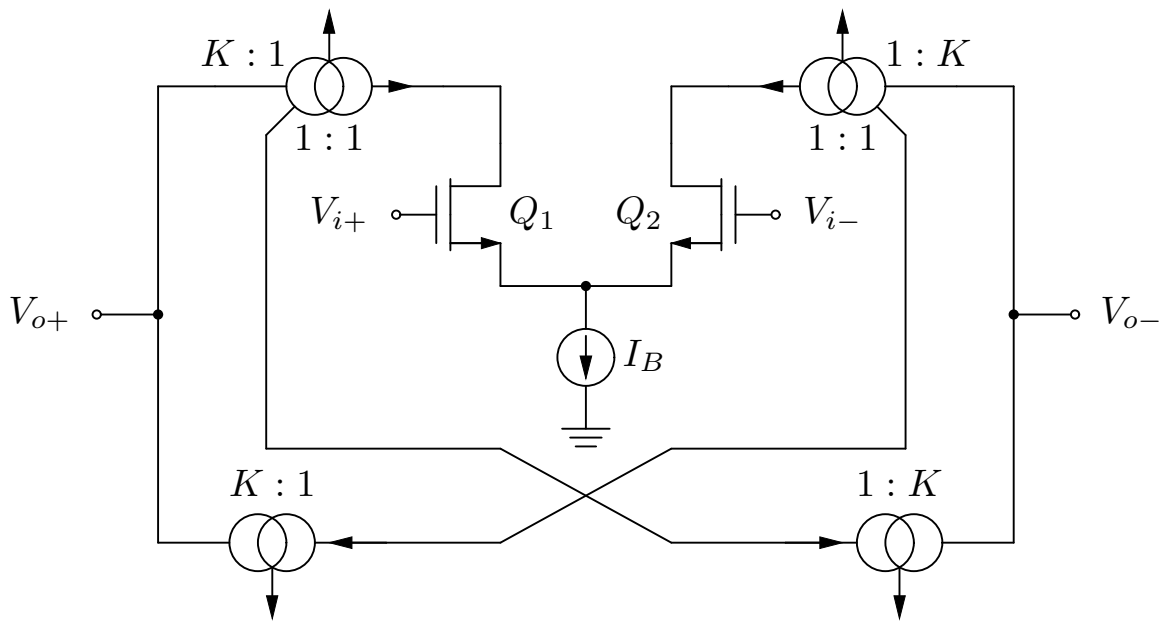 K : 1
1 : K
1 : 1
1 : 1
V_{i+}
Q_1
Q_2
V_{i-}
V_{o+}
V_{o-}
I_B
K : 1
1 : K